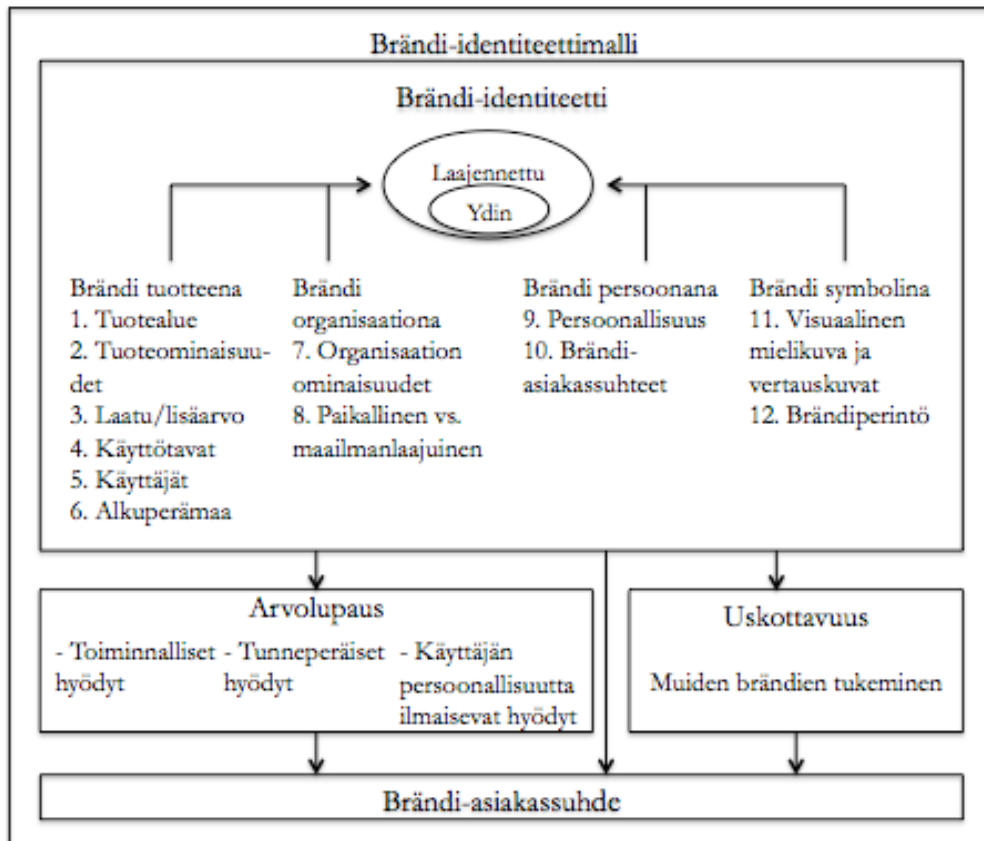 Brändi-identiteettimalli
Brändi-identiteetti
Laajennettu
Ydin
Brändi tuotteena
1. Tuotealue
2. Tuoteominaisuu-
det
3. Laatu/lisäarvo
4. Käyttötavat
5. Käyttäjät
6. Alkuperämaa
Brändi
organisaationa
7. Organisaation
ominaisuudet
8. Paikallinen vs.
maailmanlaajuinen
Brändi persoonana
9. Persoonallisuus
10. Brändi-
asiakassuhteet
Brändi symbolina
11. Visuaalinen
mielikuva ja
vertauskuvat
12. Brändiperintö
Arvolupaus
- Toiminnalliset
hyödyt
- Tunneperäiset
hyödyt
- Käyttäjän
persoonallisuutta
ilmaisevat hyödyt
Uskottavuus
Muiden brändien tukeminen
Brändi-asiakassuhde